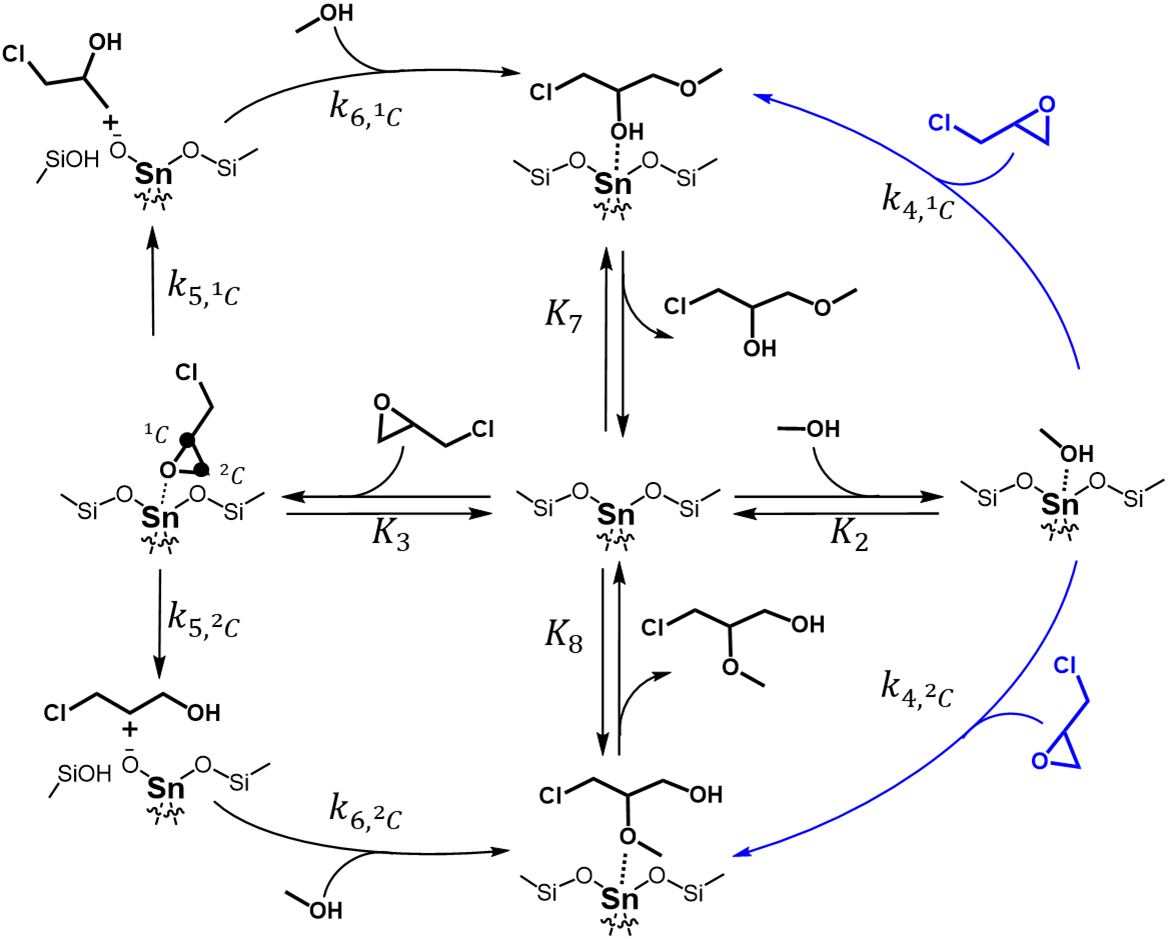 OH
OH
Cl
Cl
O
OH
Cl
O
+
-
SiOH
O
O
Si
Sn
k₆,¹C
Si
O
O
Si
Sn
k₄,¹C
k₅,¹C
K₇
Cl
O
OH
Cl
¹C
O
²C
O
Cl
OH
OH
Si
O
O
Si
Sn
K₃
Si
O
O
Si
Sn
K₂
Si
O
O
Si
Sn
k₅,²C
K₈
Cl
OH
O
k₄,²C
Cl
O
Cl
OH
+
-
SiOH
O
O
Si
Sn
k₆,²C
OH
Cl
OH
O
Si
O
O
Si
Sn